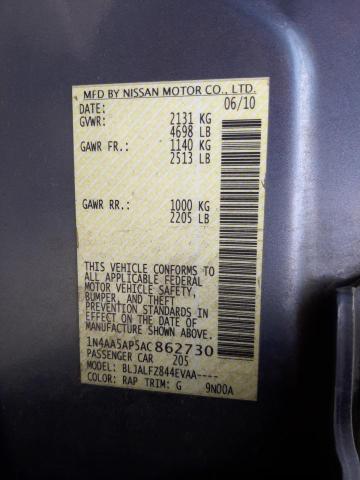 MFD BY NISSAN MOTOR CO., LTD.
DATE: 06/10
GVWR: 2131 KG
4698 LB
GAWR FR.: 1140 KG
2513 LB
GAWR RR.: 1000 KG
2205 LB
THIS VEHICLE CONFORMS TO
ALL APPLICABLE FEDERAL
MOTOR VEHICLE SAFETY,
BUMPER, AND THEFT
PREVENTION STANDARDS IN
EFFECT ON THE DATE OF
MANUFACTURE SHOWN ABOVE.
1N4AA5AP5AC862730
PASSENGER CAR 205
MODEL: BLJALFZ844EVAA----
COLOR: RAP TRIM: G 9N00A